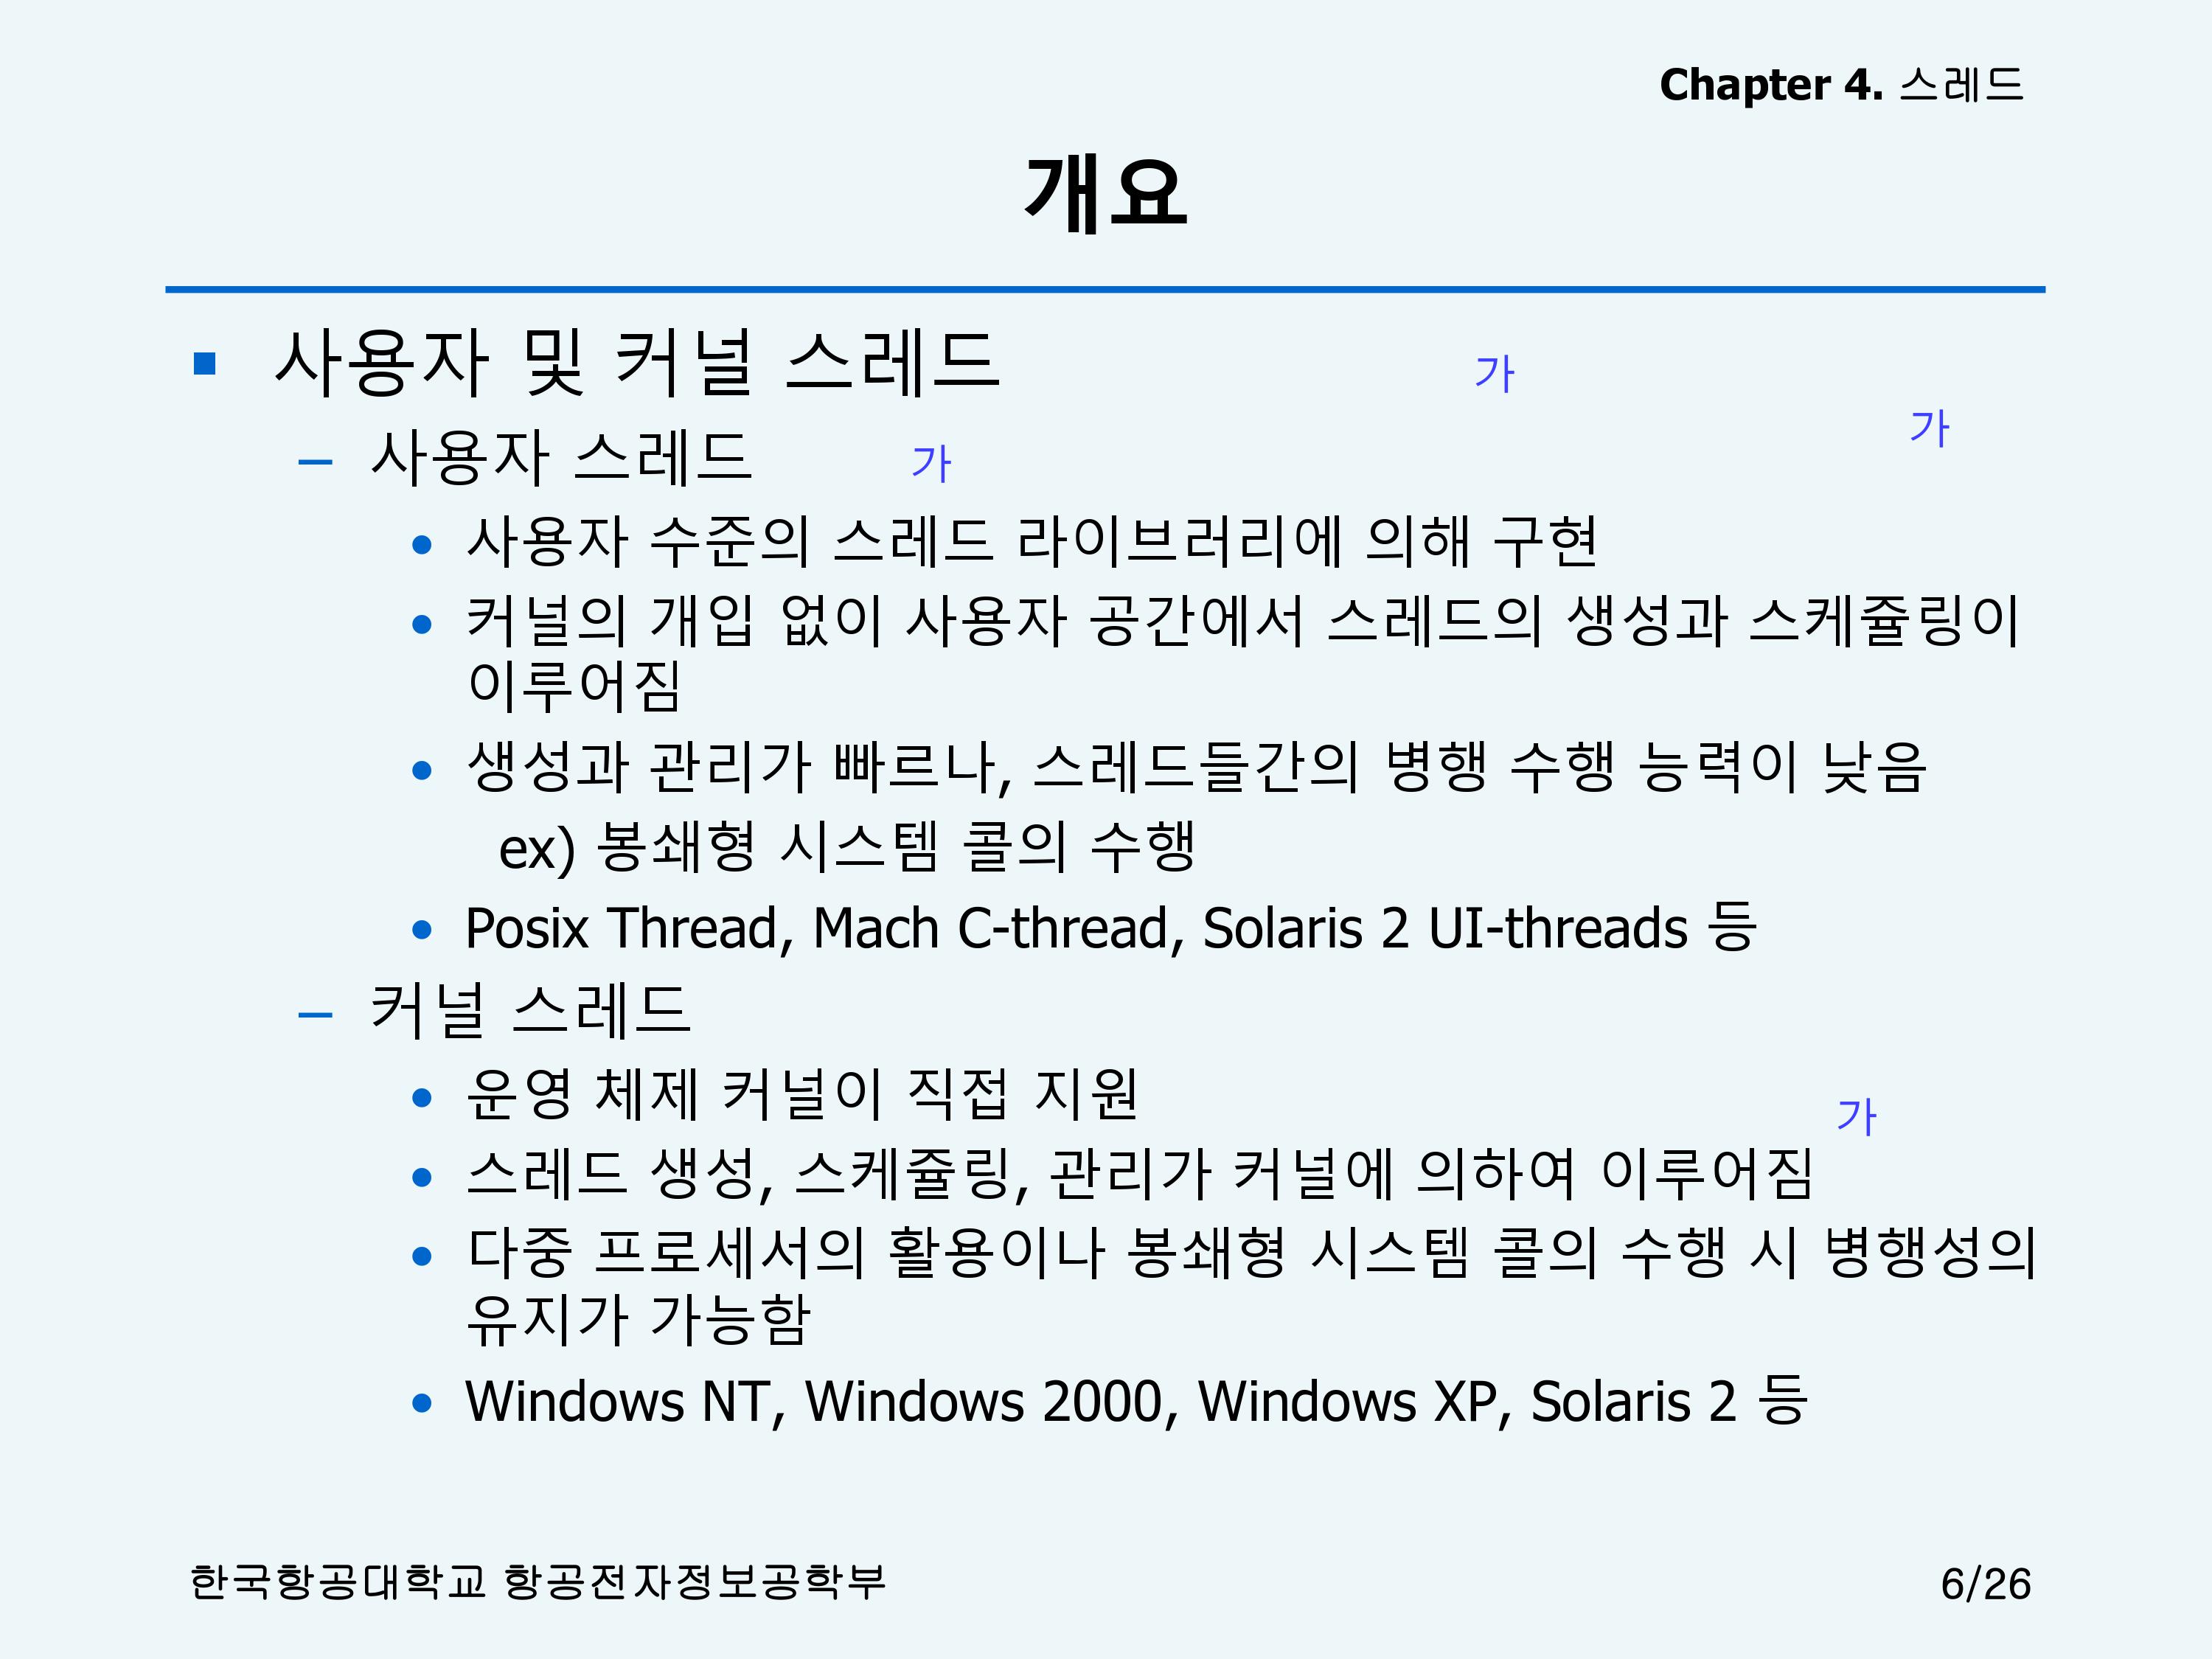 Chapter 4. 스레드
개요
사용자 및 커널 스레드
가
가
– 사용자 스레드
가
사용자 수준의 스레드 라이브러리에 의해 구현
커널의 개입 없이 사용자 공간에서 스레드의 생성과 스케쥴링이
이루어짐
생성과 관리가 빠르나, 스레드들간의 병행 수행 능력이 낮음
ex) 봉쇄형 시스템 콜의 수행
Posix Thread, Mach C-thread, Solaris 2 UI-threads 등
– 커널 스레드
운영 체제 커널이 직접 지원
가
스레드 생성, 스케쥴링, 관리가 커널에 의하여 이루어짐
다중 프로세서의 활용이나 봉쇄형 시스템 콜의 수행 시 병행성의
유지가 가능함
Windows NT, Windows 2000, Windows XP, Solaris 2 등
한국항공대학교 항공전자정보공학부
6/26